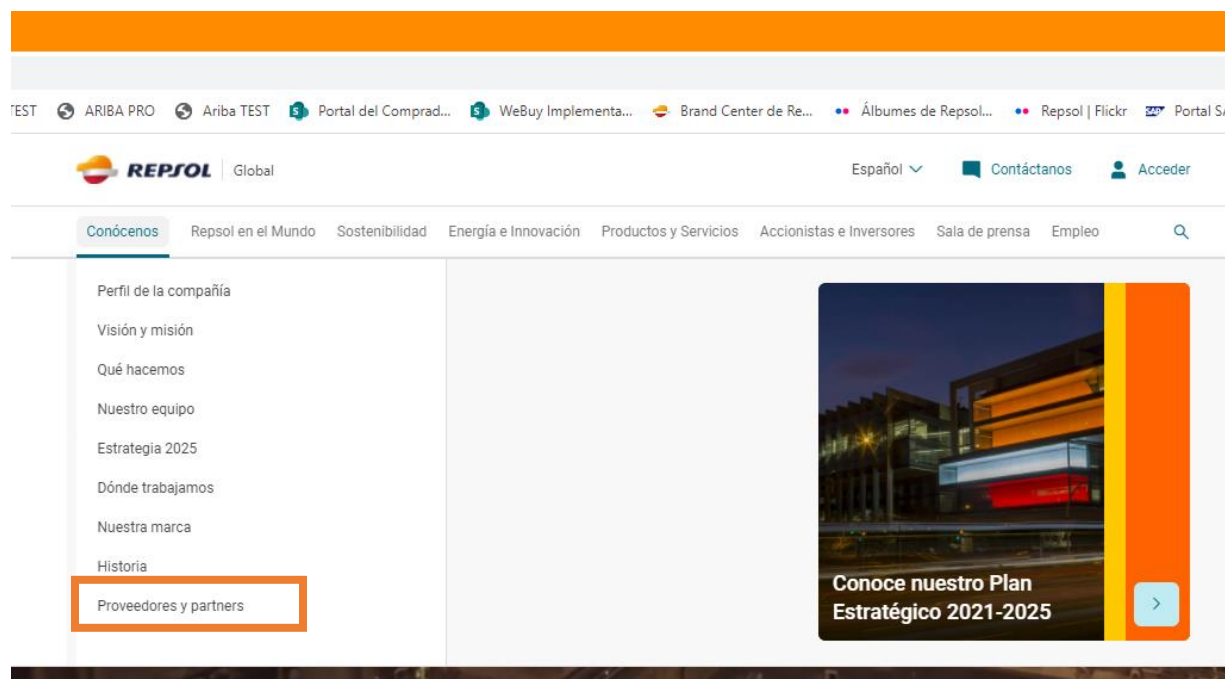 TEST ARIBA PRO Ariba TEST Portal del Comprad... WeBuy Implementa... Brand Center de Re... Álbumes de Repsol... Repsol | Flickr SAP Portal SA
REPSOL Global Español Contáctanos Acceder
Conócenos Repsol en el Mundo Sostenibilidad Energía e Innovación Productos y Servicios Accionistas e Inversores Sala de prensa Empleo
Perfil de la compañía
Visión y misión
Qué hacemos
Nuestro equipo
Estrategia 2025
Dónde trabajamos
Nuestra marca
Historia
Proveedores y partners
Conoce nuestro Plan
Estratégico 2021-2025